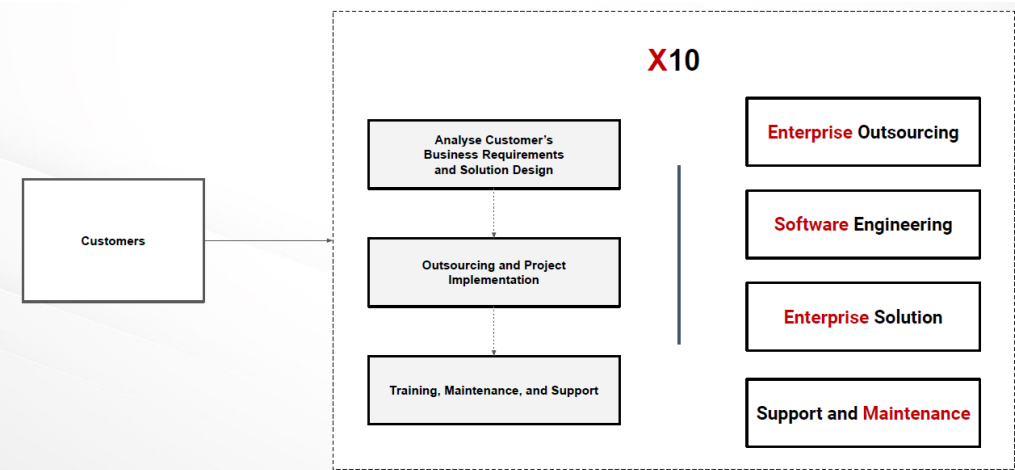 X10
Customers
Analyse Customer's
Business Requirements
and Solution Design
Outsourcing and Project
Implementation
Training, Maintenance, and Support
Enterprise Outsourcing
Software Engineering
Enterprise Solution
Support and Maintenance